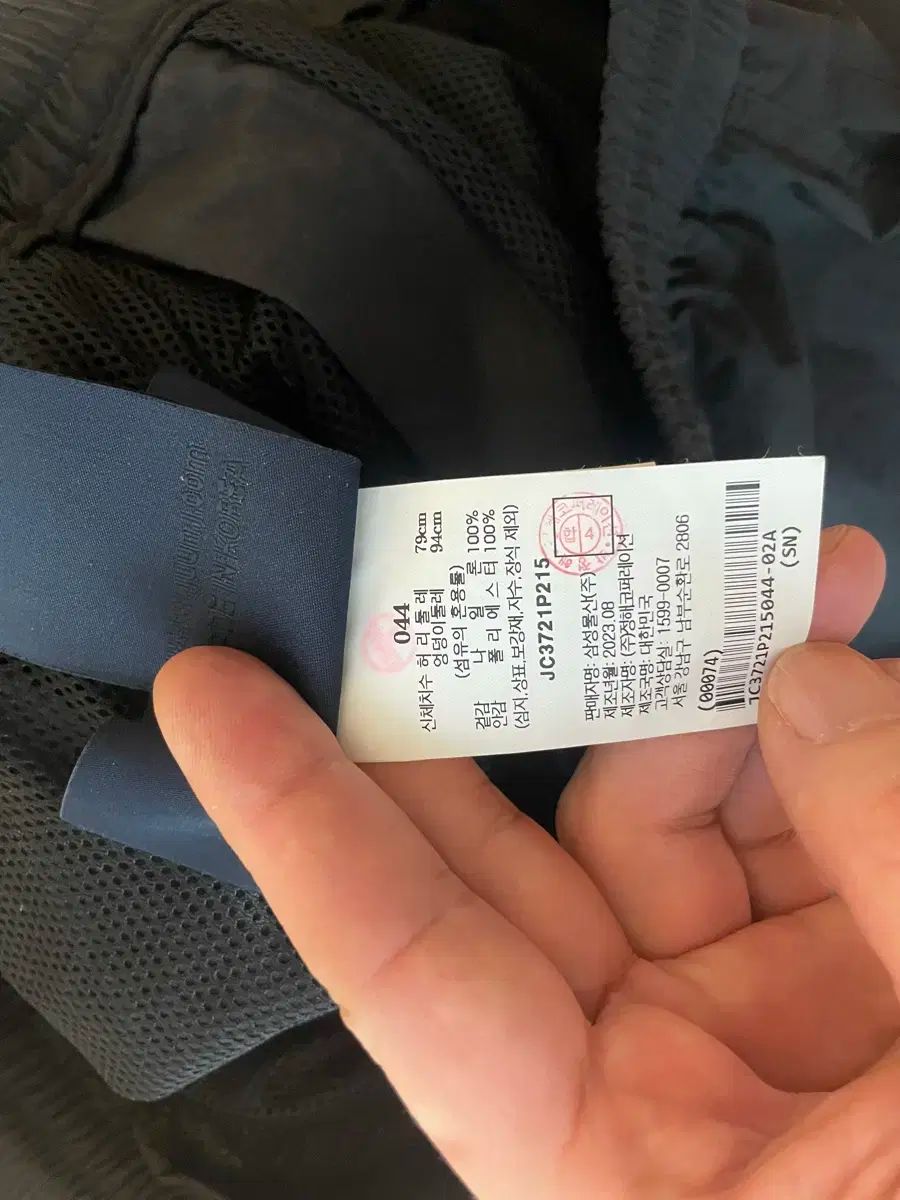 044
신체치수 허 리 둘 레 79cm
엉덩이둘레 94cm
(섬유의 혼용률)
겉감 나 일 론 100%
안감 폴 리 에 스 터 100%
(심지,상표,보강재,자수,장식 제외)
JC3721P215
4
판매자명: 삼성물산(주)
제조년월: 2023.08
제조자명: (주)정해코퍼레이션
제조국명: 대한민국
고객상담실: 1599-0007
서울 강남구 남부순환로 2806
(00074)
JC3721P215044-02A
(SN)